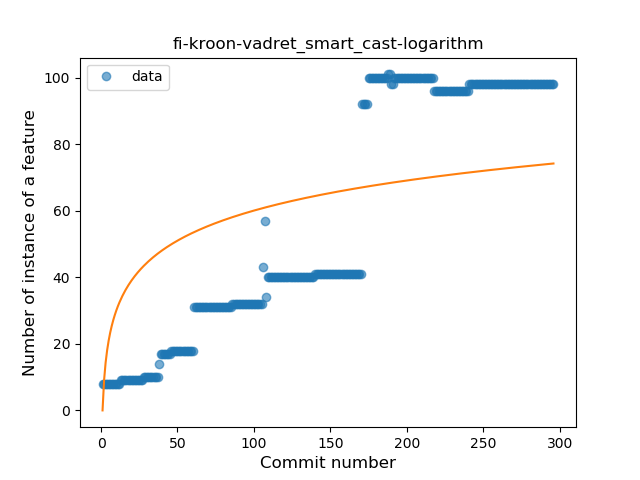 fi-kroon-vadret_smart_cast-logarithm
data
Number of instance of a feature
100
80
60
40
20
0
0 50 100 150 200 250 300
Commit number